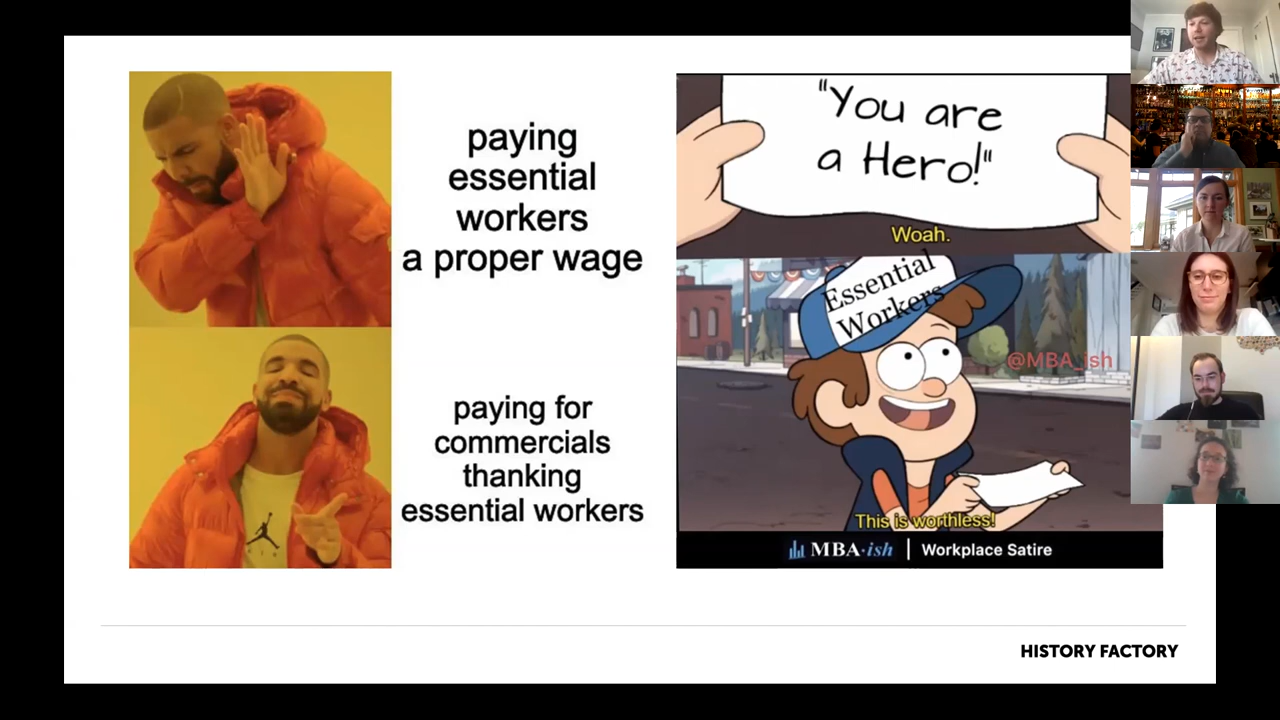 paying
essential
workers
a proper wage
paying for
commercials
thanking
essential workers
"You are
a Hero!"
Woah.
Essential
Workers
@MBA_ish
This is worthless!
MBA-ish | Workplace Satire
HISTORY FACTORY